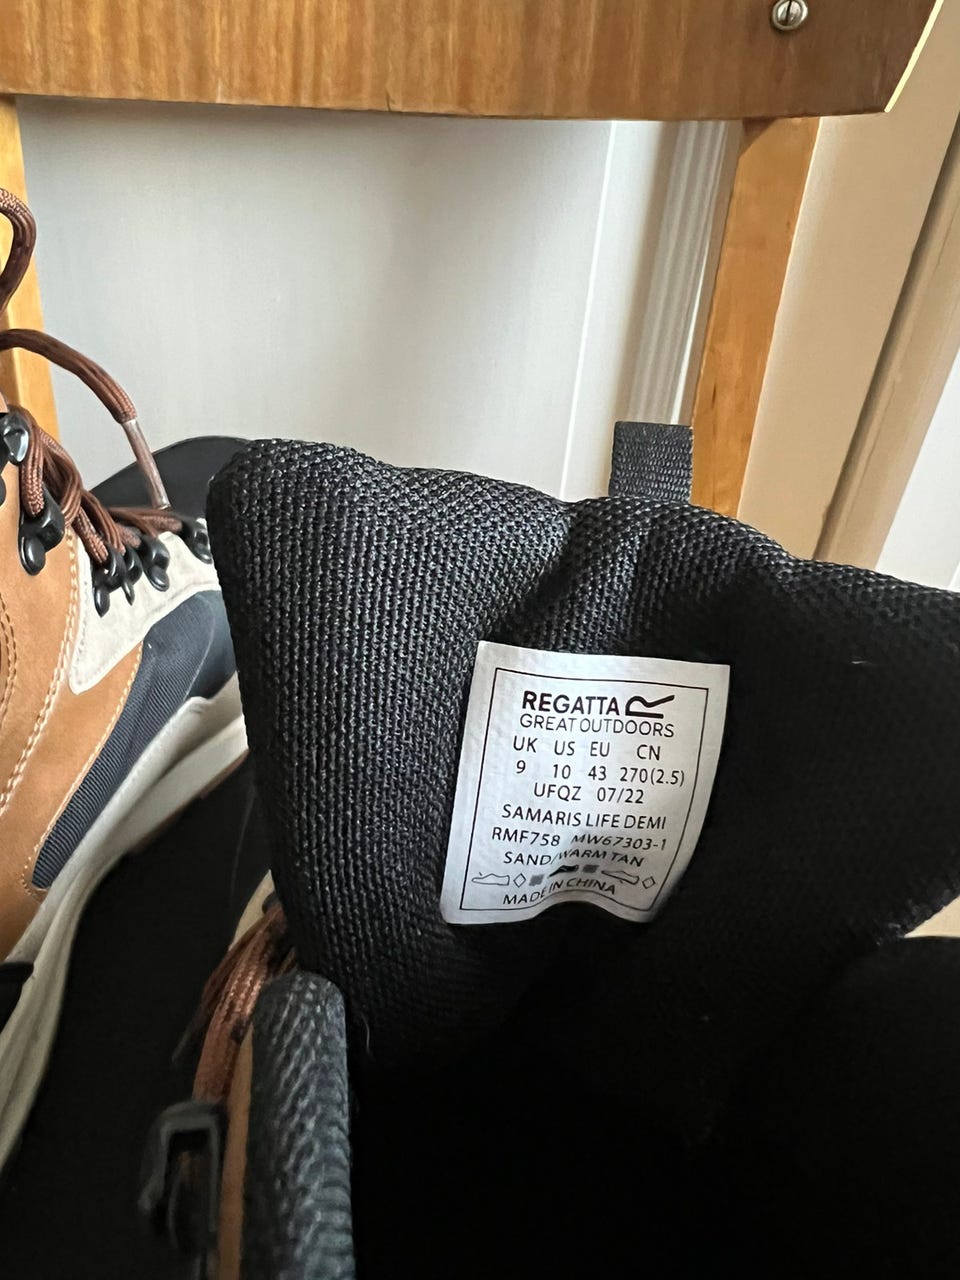 REGATTA
GREAT OUTDOORS
UK US EU CN
9 10 43 270(2.5)
UFQZ 07/22
SAMARIS LIFE DEMI
RMF758 MW67303-1
SAND/WARM TAN
MADE IN CHINA